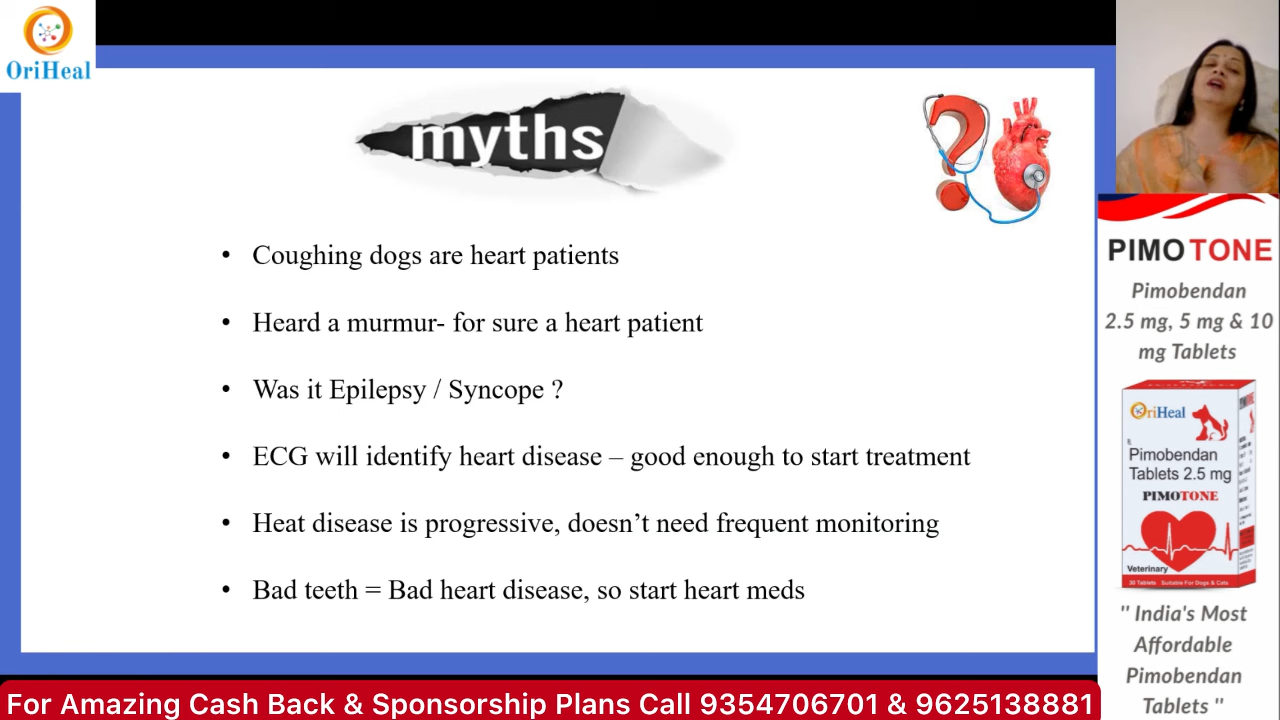 OriHeal
myths
• Coughing dogs are heart patients
• Heard a murmur- for sure a heart patient
• Was it Epilepsy / Syncope ?
• ECG will identify heart disease – good enough to start treatment
• Heat disease is progressive, doesn’t need frequent monitoring
• Bad teeth = Bad heart disease, so start heart meds
PIMOTONE
Pimobendan
2.5 mg, 5 mg & 10
mg Tablets
OriHeal
Pimobendan
Tablets 2.5 mg
PIMOTONE
Veterinary
30 Tablets Suitable For Dogs & Cats
" India's Most
Affordable
Pimobendan
Tablets "
For Amazing Cash Back & Sponsorship Plans Call 9354706701 & 9625138881